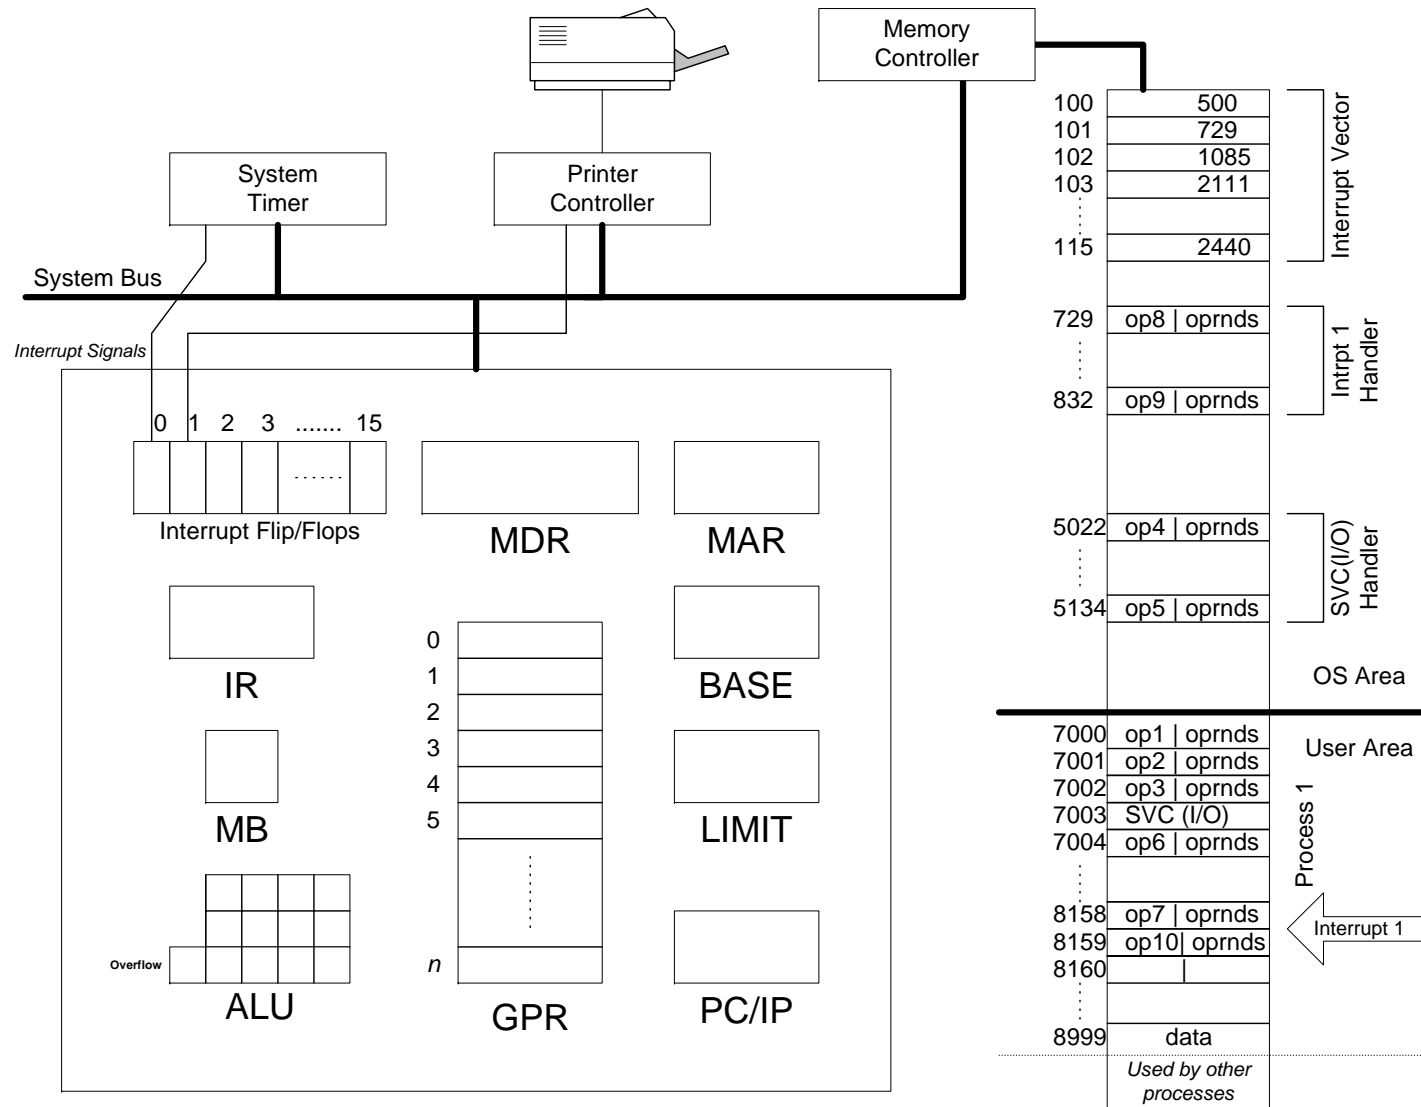 Memory
Controller
System
Timer
Printer
Controller
System Bus
Interrupt Signals
0 1 2 3 ....... 15
Interrupt Flip/Flops
MDR
MAR
IR
BASE
MB
LIMIT
0
1
2
3
4
5
n
GPR
Overflow
ALU
PC/IP
100 500
101 729
102 1085
103 2111
115 2440
Interrupt Vector
729 op8 | oprnds
832 op9 | oprnds
Intrpt 1
Handler
5022 op4 | oprnds
5134 op5 | oprnds
SVC(I/O)
Handler
OS Area
User Area
7000 op1 | oprnds
7001 op2 | oprnds
7002 op3 | oprnds
7003 SVC (I/O)
7004 op6 | oprnds
8158 op7 | oprnds
8159 op10| oprnds
8160 |
8999 data
Process 1
Interrupt 1
Used by other
processes